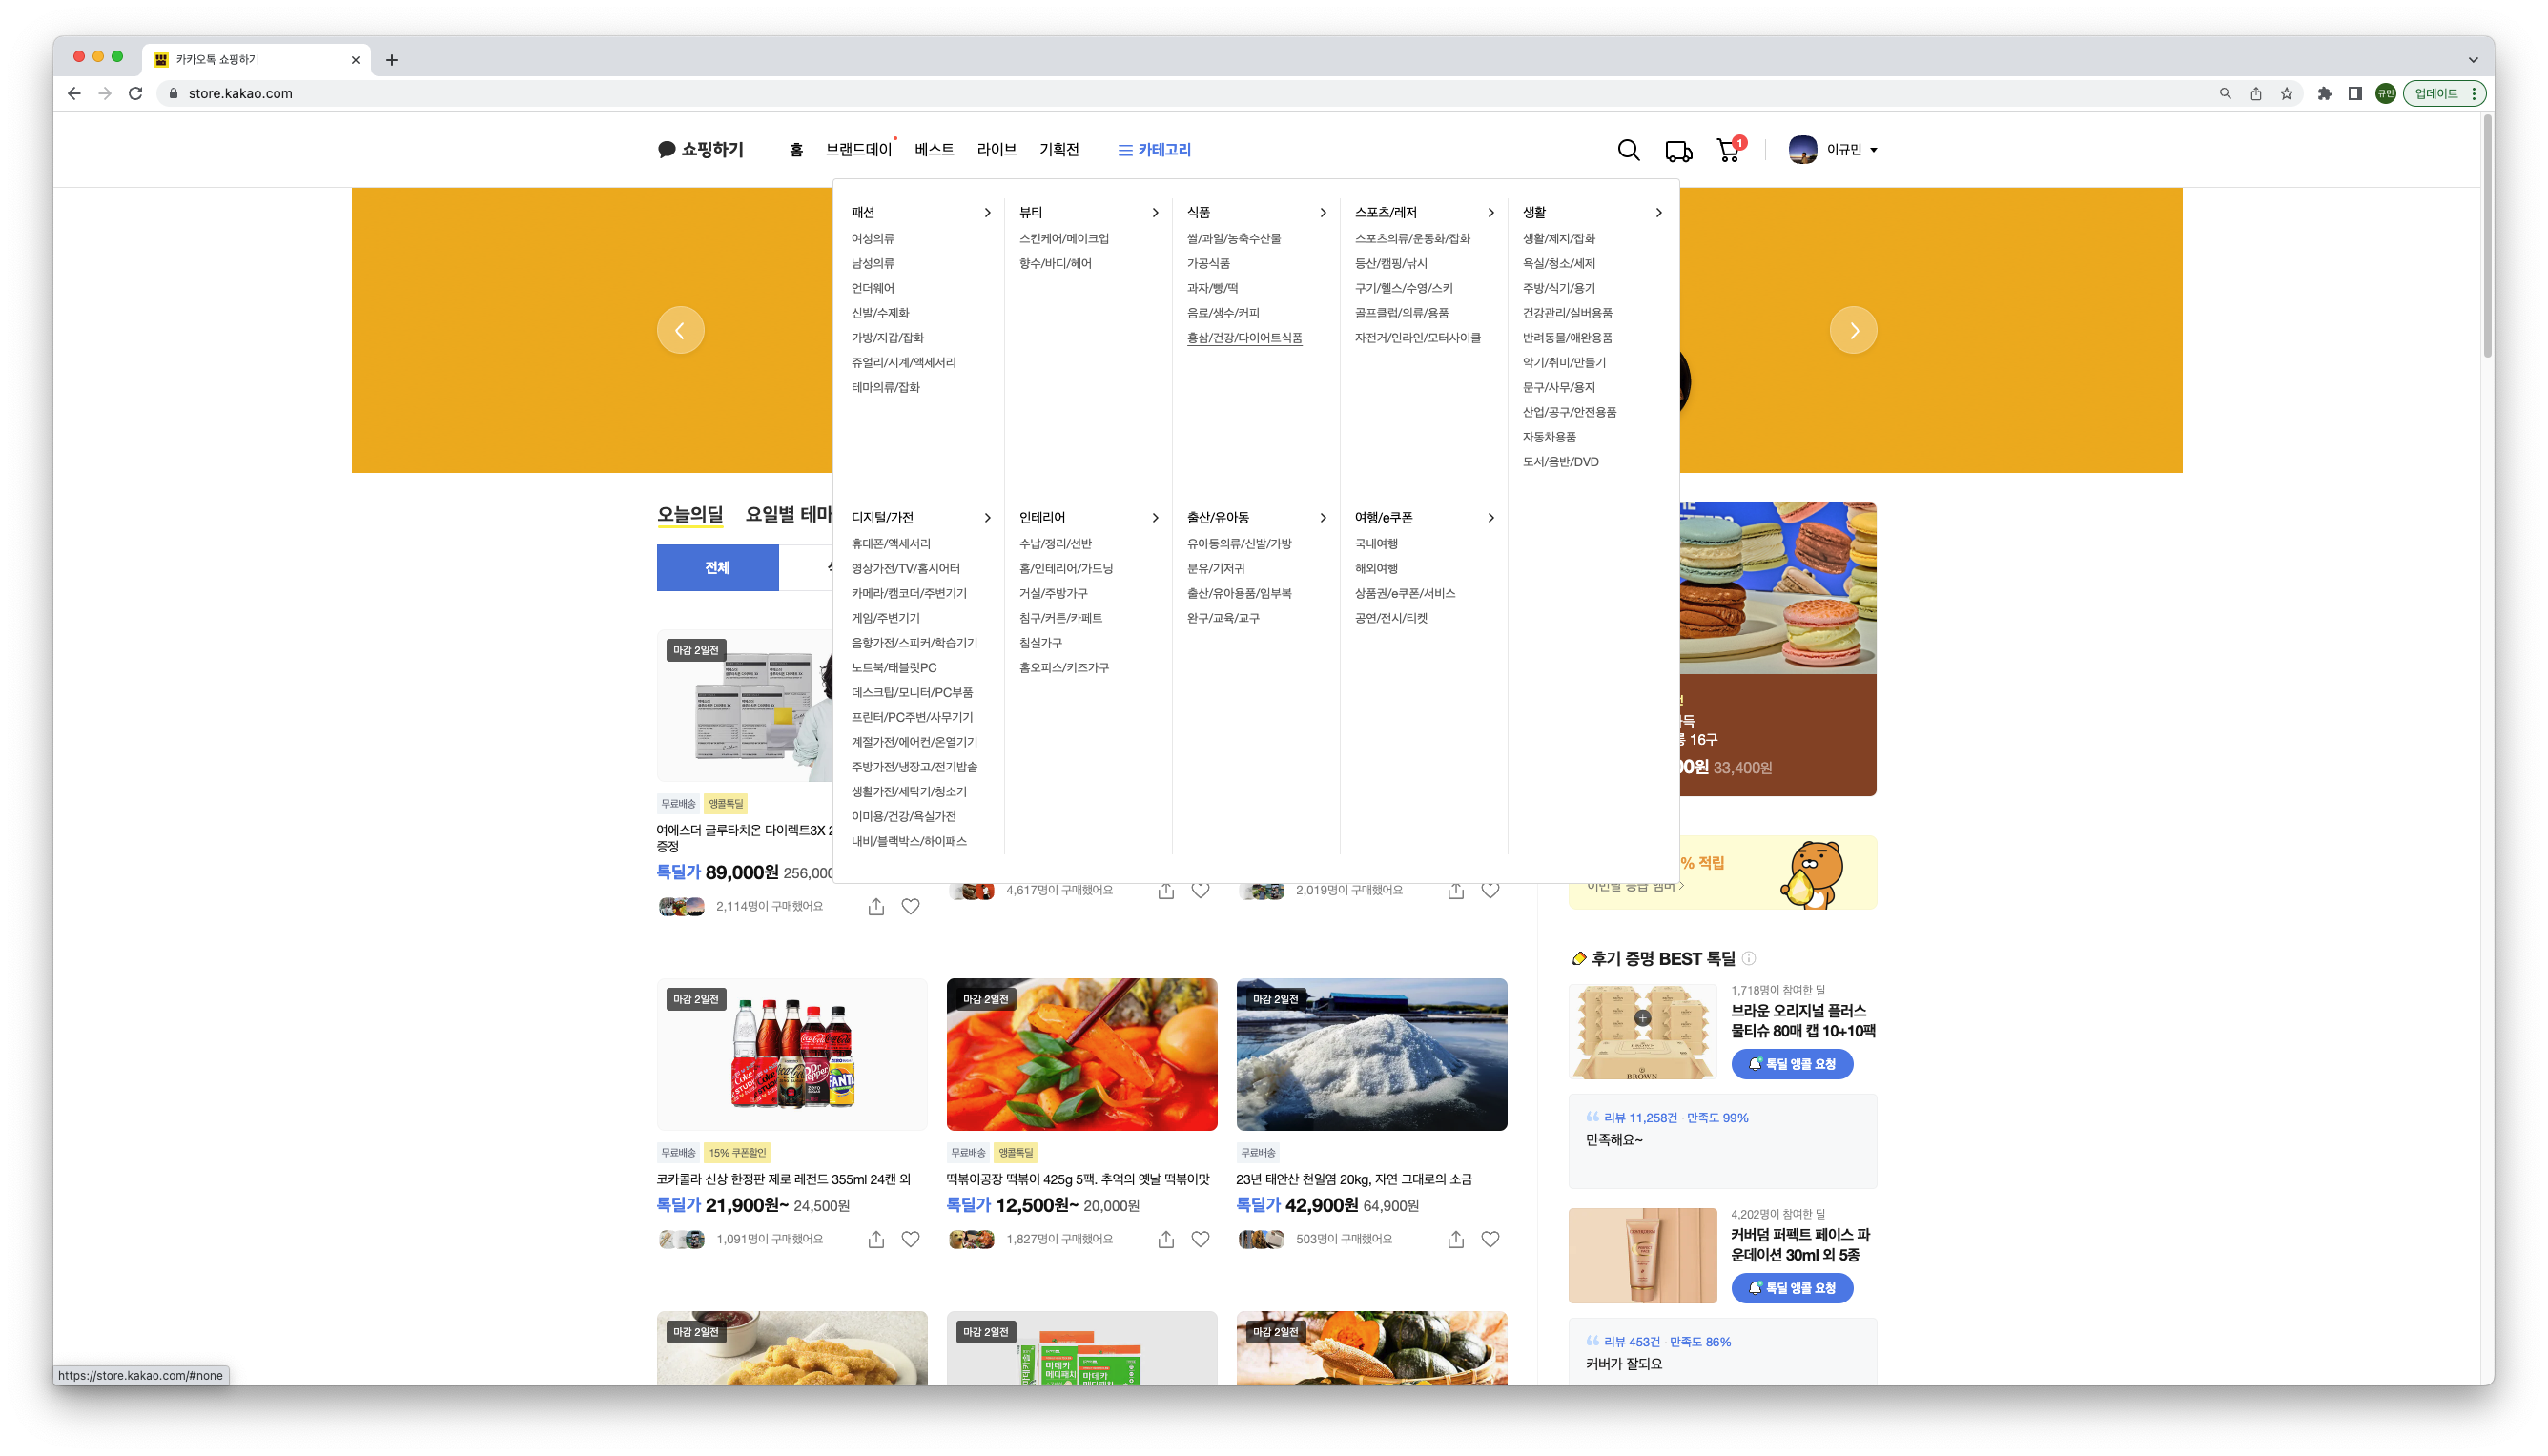 카카오톡 쇼핑하기
store.kakao.com
규민
업데이트
쇼핑하기
홈 브랜드데이 베스트 라이브 기획전 카테고리
1
이규민
패션
여성의류
남성의류
언더웨어
신발/수제화
가방/지갑/잡화
쥬얼리/시계/액세서리
테마의류/잡화
뷰티
스킨케어/메이크업
향수/바디/헤어
식품
쌀/과일/농축수산물
가공식품
과자/빵/떡
음료/생수/커피
홍삼/건강/다이어트식품
스포츠/레저
스포츠의류/운동화/잡화
등산/캠핑/낚시
구기/헬스/수영/스키
골프클럽/의류/용품
자전거/인라인/모터사이클
생활
생활/제지/잡화
욕실/청소/세제
주방/식기/용기
건강관리/실버용품
반려동물/애완용품
악기/취미/만들기
문구/사무/용지
산업/공구/안전용품
자동차용품
도서/음반/DVD
디지털/가전
휴대폰/액세서리
영상가전/TV/홈시어터
카메라/캠코더/주변기기
게임/주변기기
음향가전/스피커/학습기기
노트북/태블릿PC
데스크탑/모니터/PC부품
프린터/PC주변/사무기기
계절가전/에어컨/온열기기
주방가전/냉장고/전기밥솥
생활가전/세탁기/청소기
이미용/건강/욕실가전
내비/블랙박스/하이패스
인테리어
수납/정리/선반
홈/인테리어/가드닝
거실/주방가구
침구/커튼/카페트
침실가구
홈오피스/키즈가구
출산/유아동
유아동의류/신발/가방
분유/기저귀
출산/유아용품/임부복
완구/교육/교구
여행/e쿠폰
국내여행
해외여행
상품권/e쿠폰/서비스
공연/전시/티켓
오늘의딜 요일별 테마
전체
마감 2일전
무료배송 앵콜톡딜
여에스더 글루타치온 다이렉트3X 2
증정
톡딜가 89,000원 256,000
2,114명이 구매했어요
4,617명이 구매했어요
2,019명이 구매했어요
16구
00원 33,400원
% 적립
이번달 등급 멤버
마감 2일전
무료배송 15% 쿠폰할인
코카콜라 신상 한정판 제로 레전드 355ml 24캔 외
톡딜가 21,900원~ 24,500원
1,091명이 구매했어요
마감 2일전
무료배송 앵콜톡딜
떡볶이공장 떡볶이 425g 5팩. 추억의 옛날 떡볶이맛
톡딜가 12,500원~ 20,000원
1,827명이 구매했어요
마감 2일전
무료배송
23년 태안산 천일염 20kg, 자연 그대로의 소금
톡딜가 42,900원 64,900원
503명이 구매했어요
후기 증명 BEST 톡딜
BROWN
1,718명이 참여한 딜
브라운 오리지널 플러스
물티슈 80매 캡 10+10팩
톡딜 앵콜 요청
리뷰 11,258건 · 만족도 99%
만족해요~
4,202명이 참여한 딜
커버덤 퍼펙트 페이스 파
운데이션 30ml 외 5종
톡딜 앵콜 요청
리뷰 453건 · 만족도 86%
커버가 잘되요
마감 2일전
마감 2일전
마데카
메디패치
마데카
메디패치
마감 2일전
https://store.kakao.com/#none